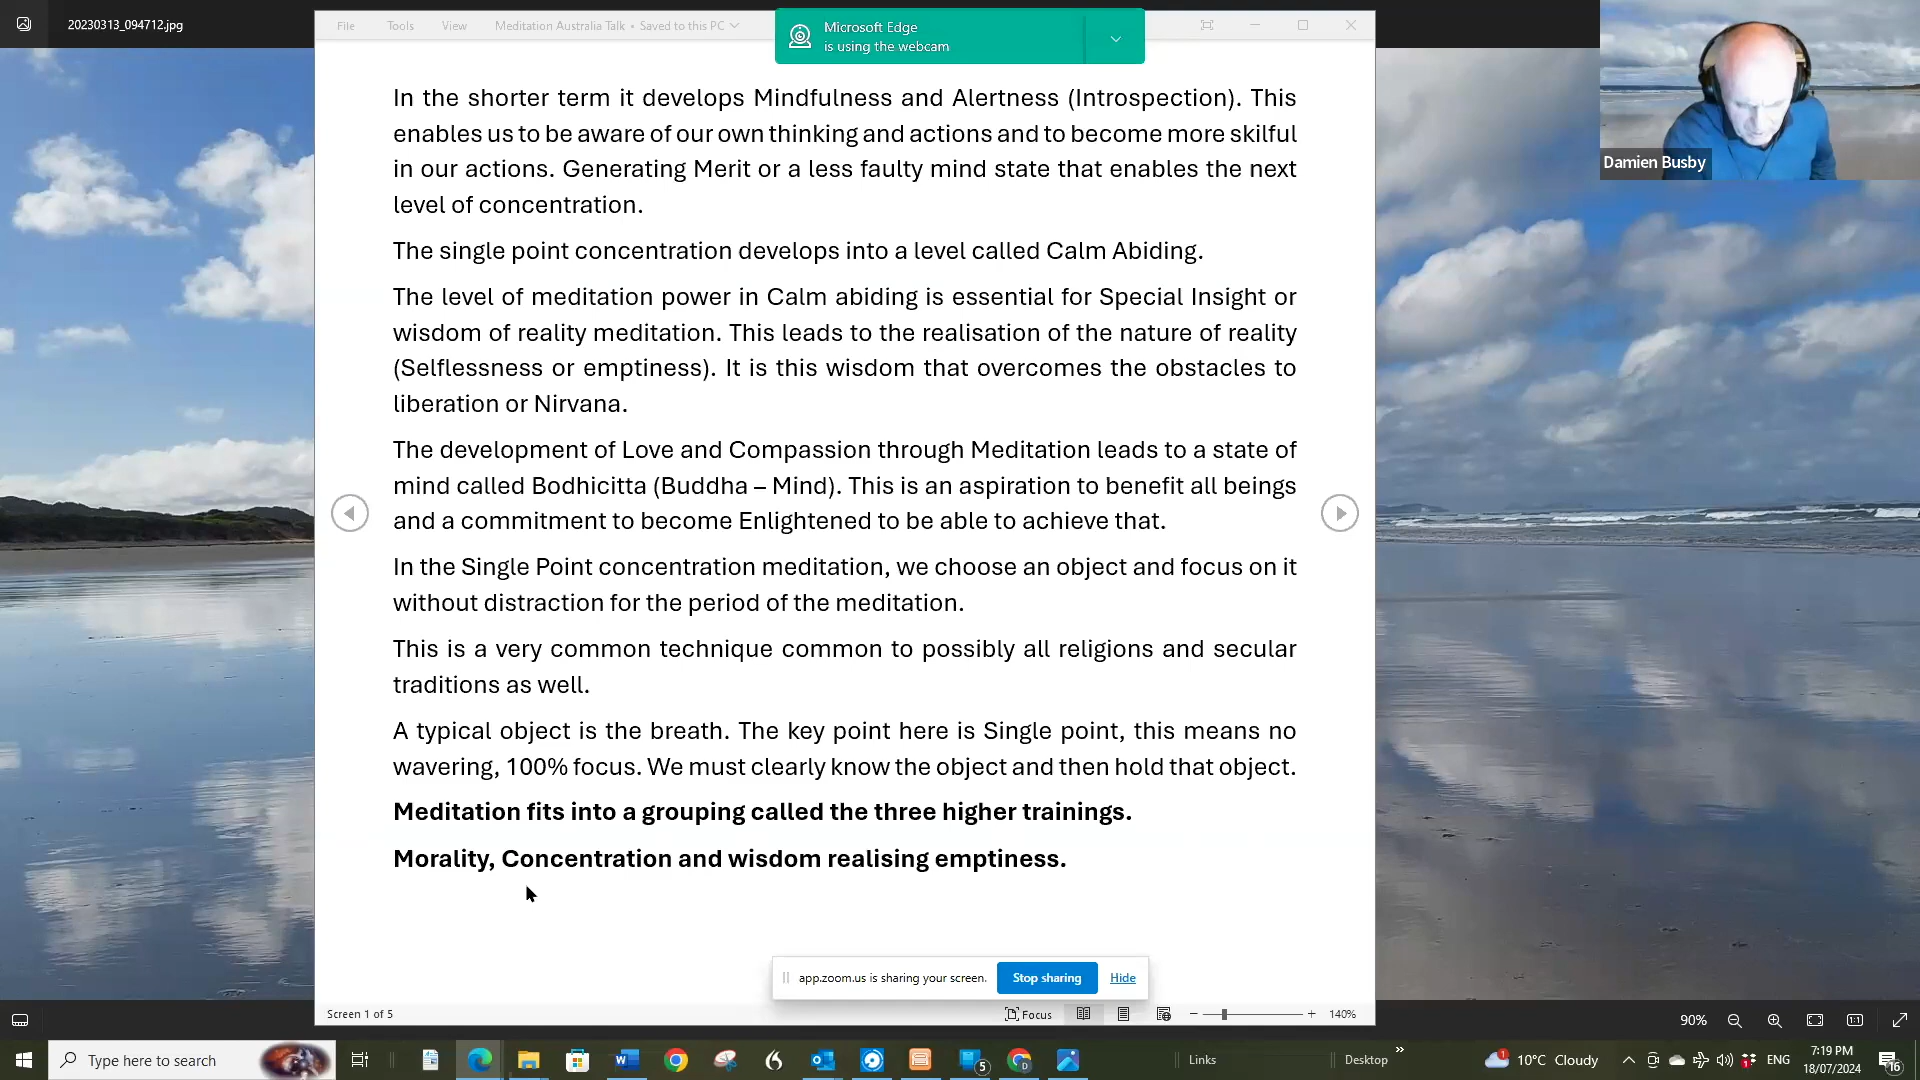 20230313_094712.jpg
File Tools View Meditation Australia Talk • Saved to this PC
Microsoft Edge
is using the webcam
Damien Busby
In the shorter term it develops Mindfulness and Alertness (Introspection). This
enables us to be aware of our own thinking and actions and to become more skilful
in our actions. Generating Merit or a less faulty mind state that enables the next
level of concentration.
The single point concentration develops into a level called Calm Abiding.
The level of meditation power in Calm abiding is essential for Special Insight or
wisdom of reality meditation. This leads to the realisation of the nature of reality
(Selflessness or emptiness). It is this wisdom that overcomes the obstacles to
liberation or Nirvana.
The development of Love and Compassion through Meditation leads to a state of
mind called Bodhicitta (Buddha – Mind). This is an aspiration to benefit all beings
and a commitment to become Enlightened to be able to achieve that.
In the Single Point concentration meditation, we choose an object and focus on it
without distraction for the period of the meditation.
This is a very common technique common to possibly all religions and secular
traditions as well.
A typical object is the breath. The key point here is Single point, this means no
wavering, 100% focus. We must clearly know the object and then hold that object.
Meditation fits into a grouping called the three higher trainings.
Morality, Concentration and wisdom realising emptiness.
app.zoom.us is sharing your screen. Stop sharing Hide
Screen 1 of 5 Focus 140%
90%
Type here to search Links Desktop 10°C Cloudy ENG 7:19 PM
18/07/2024